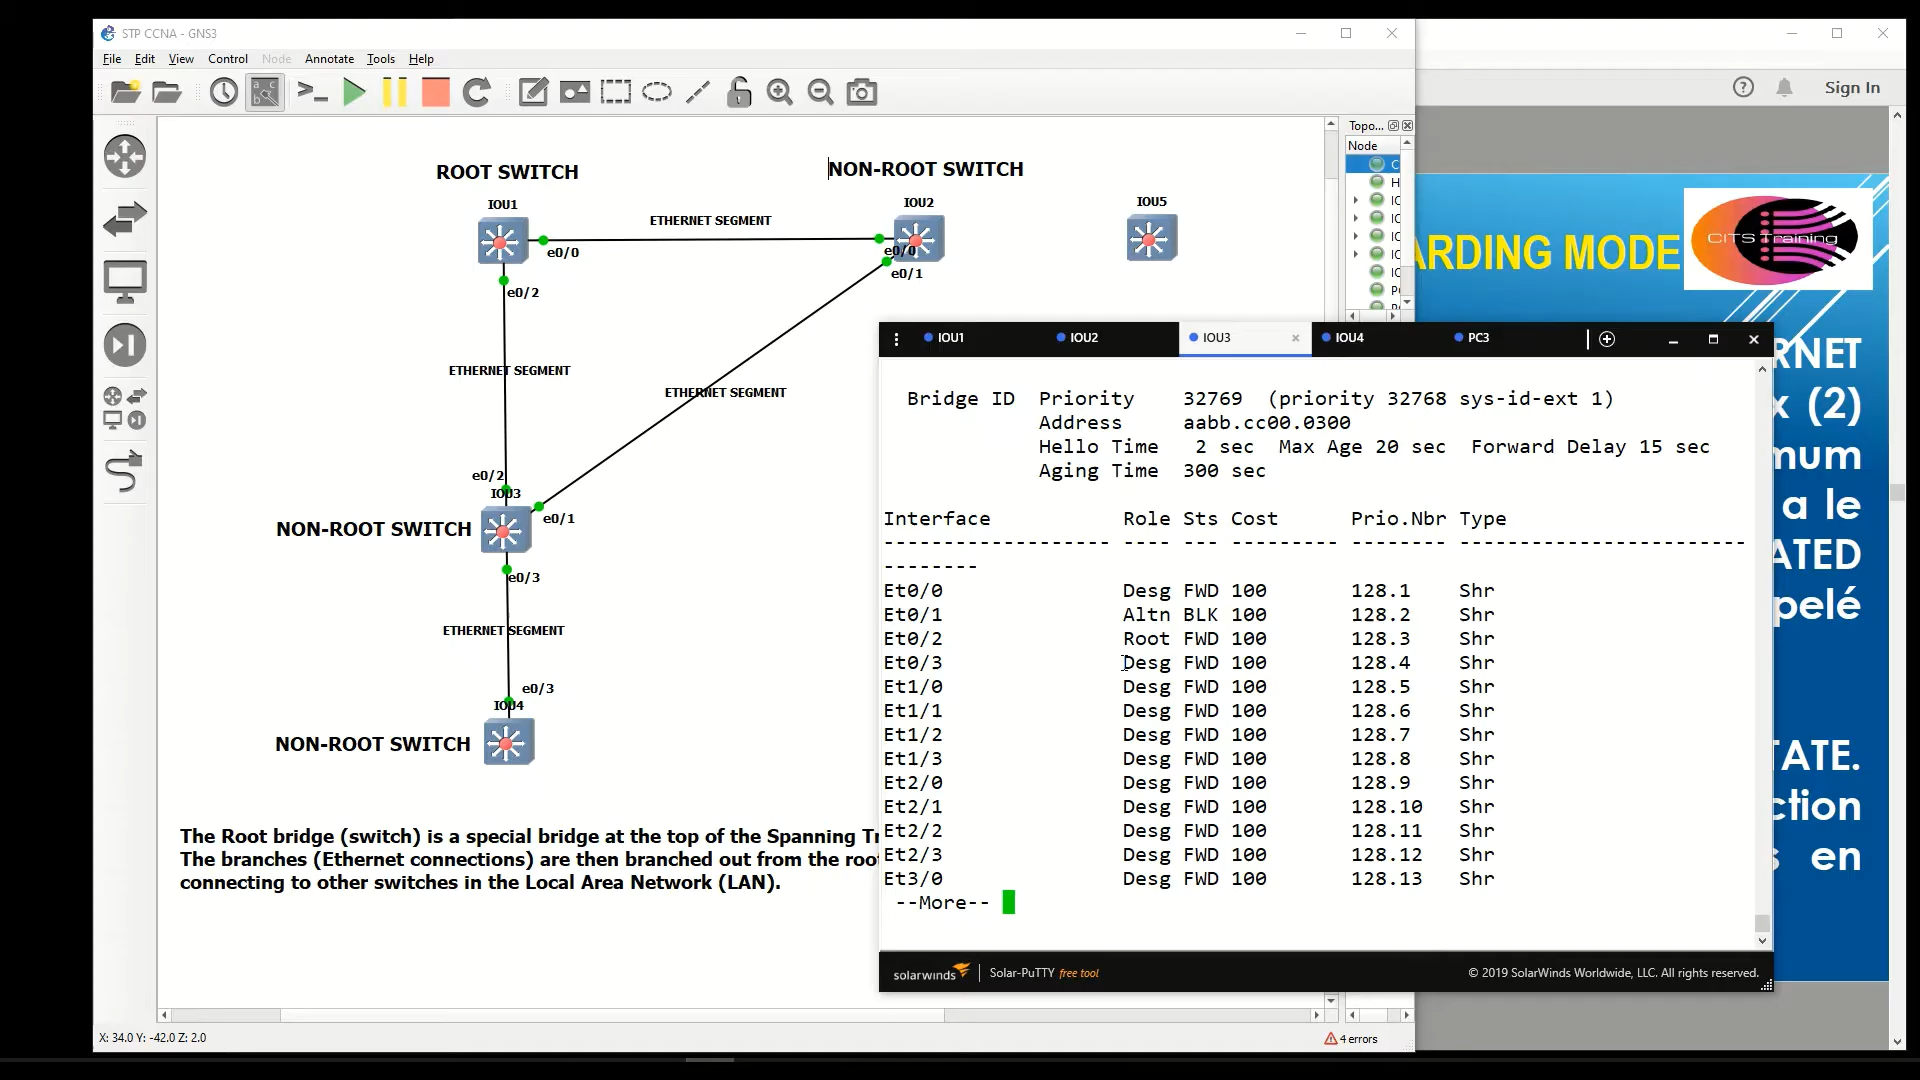 STP CCNA - GNS3
File Edit View Control Node Annotate Tools Help
Sign In
Topo...
Node
ROOT SWITCH
NON-ROOT SWITCH
IOU1
IOU2
IOU5
ETHERNET SEGMENT
e0/0
e0/0
e0/1
e0/2
ETHERNET SEGMENT
ETHERNET SEGMENT
e0/2
IOU3
e0/1
NON-ROOT SWITCH
e0/3
ETHERNET SEGMENT
e0/3
IOU4
NON-ROOT SWITCH
The Root bridge (switch) is a special bridge at the top of the Spanning Tr
The branches (Ethernet connections) are then branched out from the roo
connecting to other switches in the Local Area Network (LAN).
X: 34.0 Y: -42.0 Z: 2.0
4 errors
ARDING MODE
CITS Training
RNET
x (2)
mum
a le
ATED
pelé
TATE.
ction
s en
IOU1 IOU2 IOU3 IOU4 PC3
Bridge ID Priority 32769 (priority 32768 sys-id-ext 1)
Address aabb.cc00.0300
Hello Time 2 sec Max Age 20 sec Forward Delay 15 sec
Aging Time 300 sec
Interface Role Sts Cost Prio.Nbr Type
------------------- ---- --- --------- -------- ------------------------
--------
Et0/0 Desg FWD 100 128.1 Shr
Et0/1 Altn BLK 100 128.2 Shr
Et0/2 Root FWD 100 128.3 Shr
Et0/3 Desg FWD 100 128.4 Shr
Et1/0 Desg FWD 100 128.5 Shr
Et1/1 Desg FWD 100 128.6 Shr
Et1/2 Desg FWD 100 128.7 Shr
Et1/3 Desg FWD 100 128.8 Shr
Et2/0 Desg FWD 100 128.9 Shr
Et2/1 Desg FWD 100 128.10 Shr
Et2/2 Desg FWD 100 128.11 Shr
Et2/3 Desg FWD 100 128.12 Shr
Et3/0 Desg FWD 100 128.13 Shr
--More--
solarwinds Solar-PuTTY free tool
© 2019 SolarWinds Worldwide, LLC. All rights reserved.